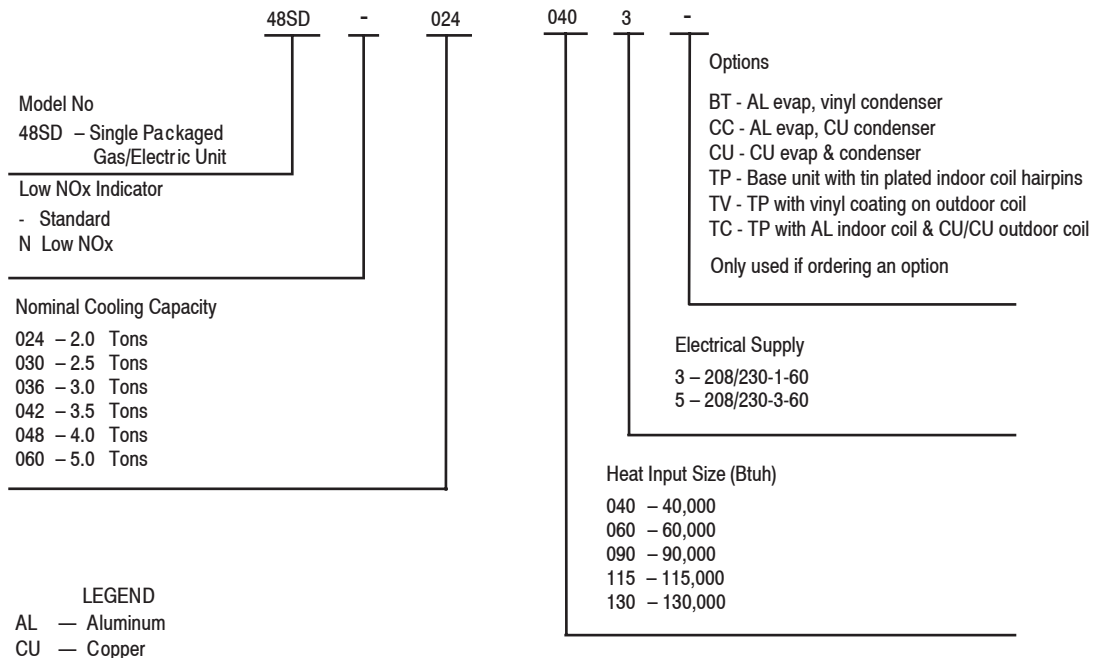 48SD - 024 040 3 -
Model No
48SD – Single Packaged
Gas/Electric Unit
Low NOx Indicator
- Standard
N Low NOx
Nominal Cooling Capacity
024 – 2.0 Tons
030 – 2.5 Tons
036 – 3.0 Tons
042 – 3.5 Tons
048 – 4.0 Tons
060 – 5.0 Tons
Options
BT - AL evap, vinyl condenser
CC - AL evap, CU condenser
CU - CU evap & condenser
TP - Base unit with tin plated indoor coil hairpins
TV - TP with vinyl coating on outdoor coil
TC - TP with AL indoor coil & CU/CU outdoor coil
Only used if ordering an option
Electrical Supply
3 – 208/230-1-60
5 – 208/230-3-60
Heat Input Size (Btuh)
040 – 40,000
060 – 60,000
090 – 90,000
115 – 115,000
130 – 130,000
LEGEND
AL — Aluminum
CU — Copper